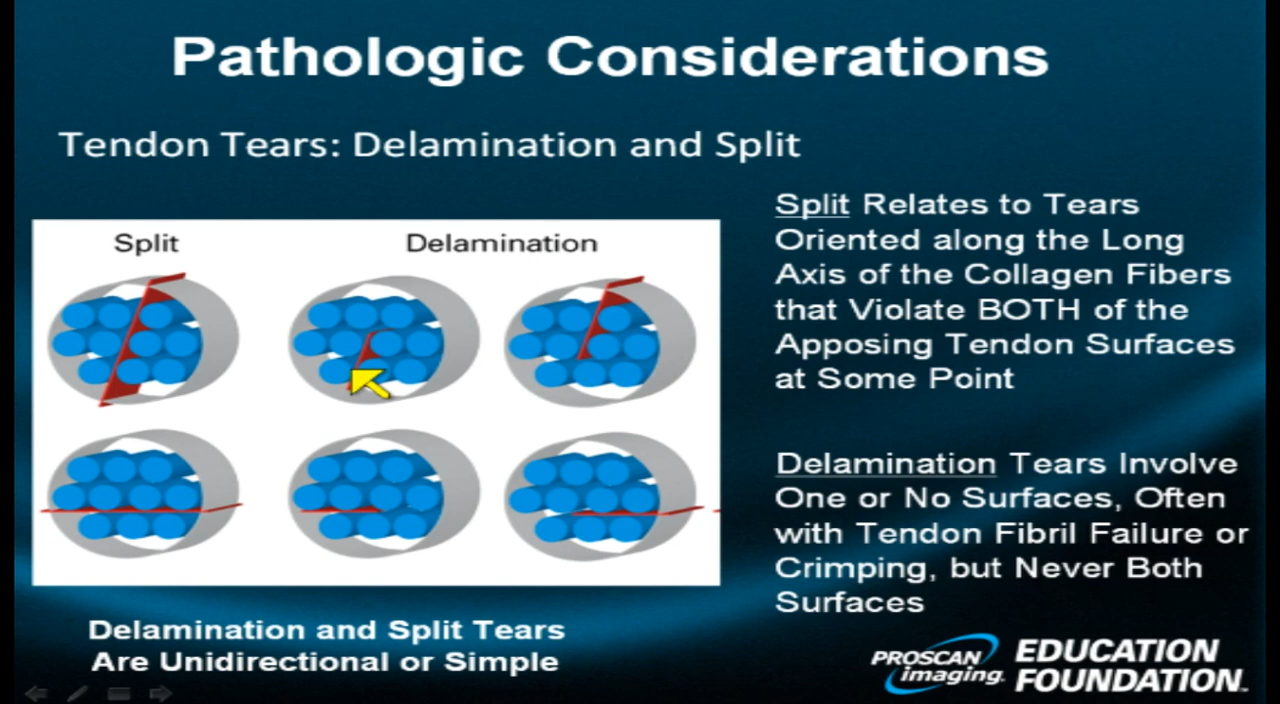 Pathologic Considerations
Tendon Tears: Delamination and Split
Split
Delamination
Split Relates to Tears
Oriented along the Long
Axis of the Collagen Fibers
that Violate BOTH of the
Apposing Tendon Surfaces
at Some Point
Delamination Tears Involve
One or No Surfaces, Often
with Tendon Fibril Failure or
Crimping, but Never Both
Surfaces
Delamination and Split Tears
Are Unidirectional or Simple
PROSCAN
imaging.
EDUCATION
FOUNDATION